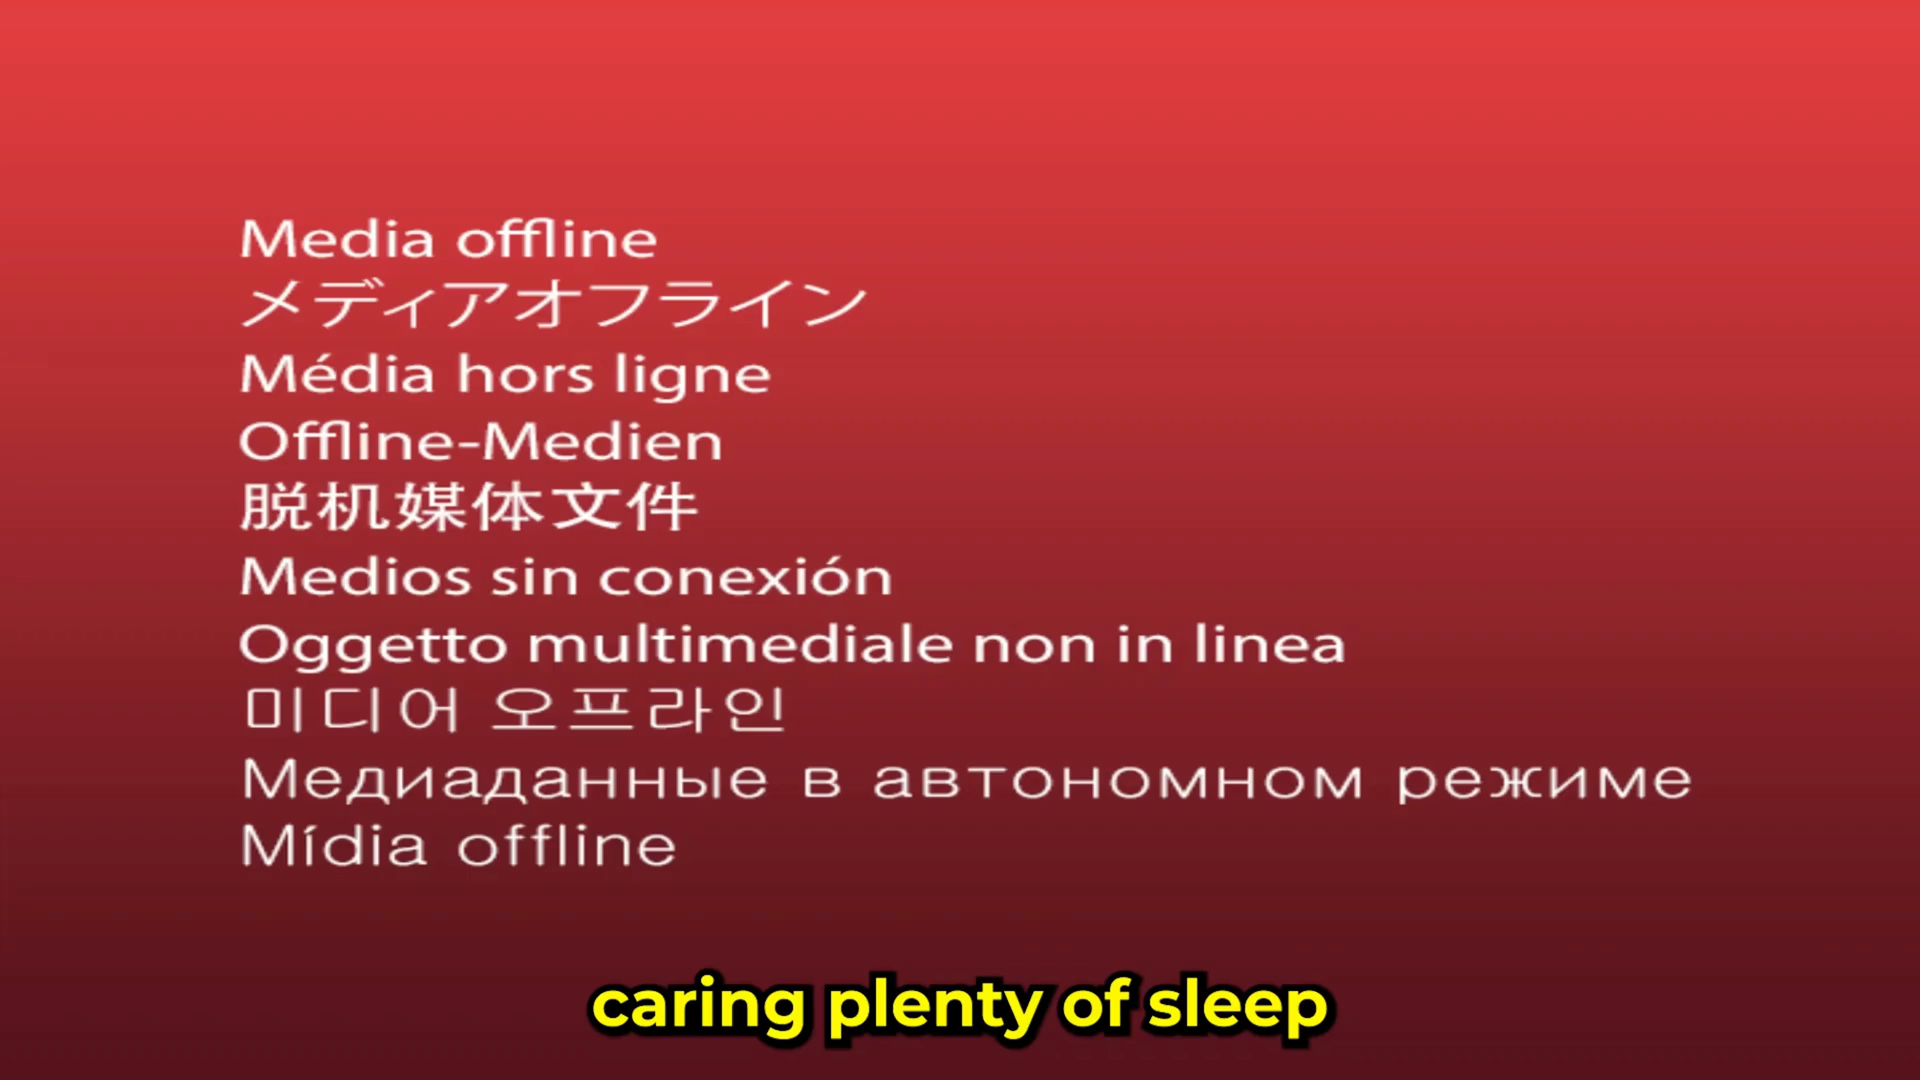 Media offline
メディアオフライン
Média hors ligne
Offline-Medien
脱机媒体文件
Medios sin conexión
Oggetto multimediale non in linea
미디어 오프라인
Медиаданные в автономном режиме
Mídia offline
caring plenty of sleep